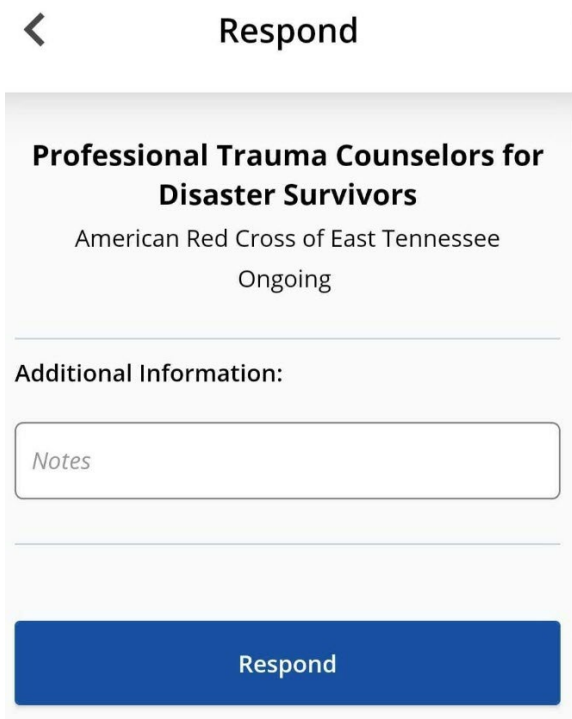 Respond
Professional Trauma Counselors for
Disaster Survivors
American Red Cross of East Tennessee
Ongoing
Additional Information:
Notes
Respond